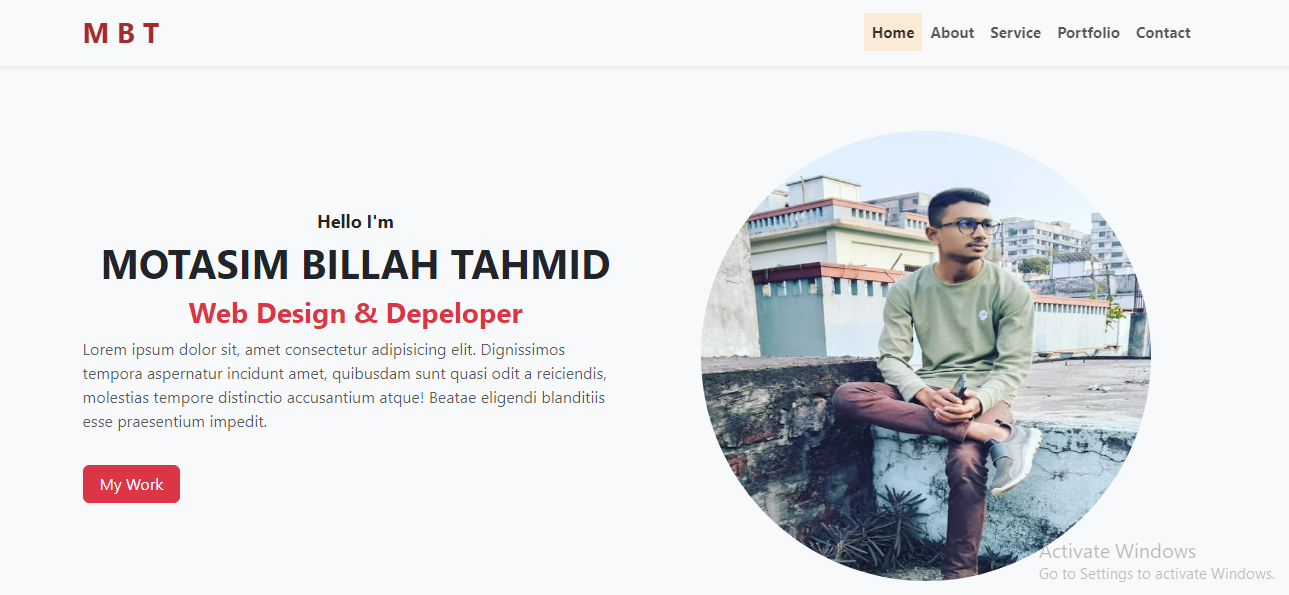 M B T
Home About Service Portfolio Contact
Hello I'm
MOTASIM BILLAH TAHMID
Web Design & Depeloper
Lorem ipsum dolor sit, amet consectetur adipisicing elit. Dignissimos
tempora aspernatur incidunt amet, quibusdam sunt quasi odit a reiciendis,
molestias tempore distinctio accusantium atque! Beatae eligendi blanditiis
esse praesentium impedit.
My Work
Activate Windows
Go to Settings to activate Windows.